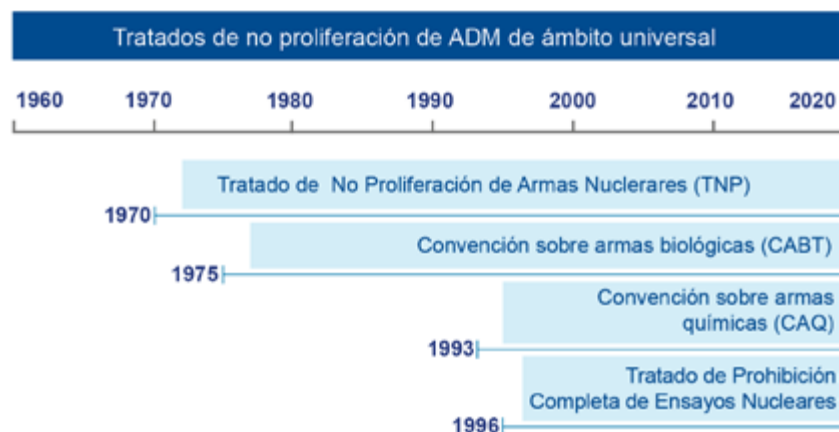 Tratados de no proliferación de ADM de ámbito universal
1960 1970 1980 1990 2000 2010 2020
Tratado de No Proliferación de Armas Nuclerares (TNP)
1970
Convención sobre armas biológicas (CABT)
1975
Convención sobre armas
químicas (CAQ)
1993
Tratado de Prohibición
Completa de Ensayos Nucleares
1996